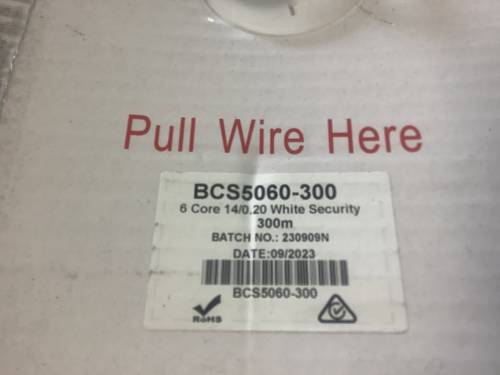 Pull Wire Here
BCS5060-300
6 Core 14/0.20 White Security
300m
BATCH NO.: 230909N
DATE:09/2023
BCS5060-300
RoHS